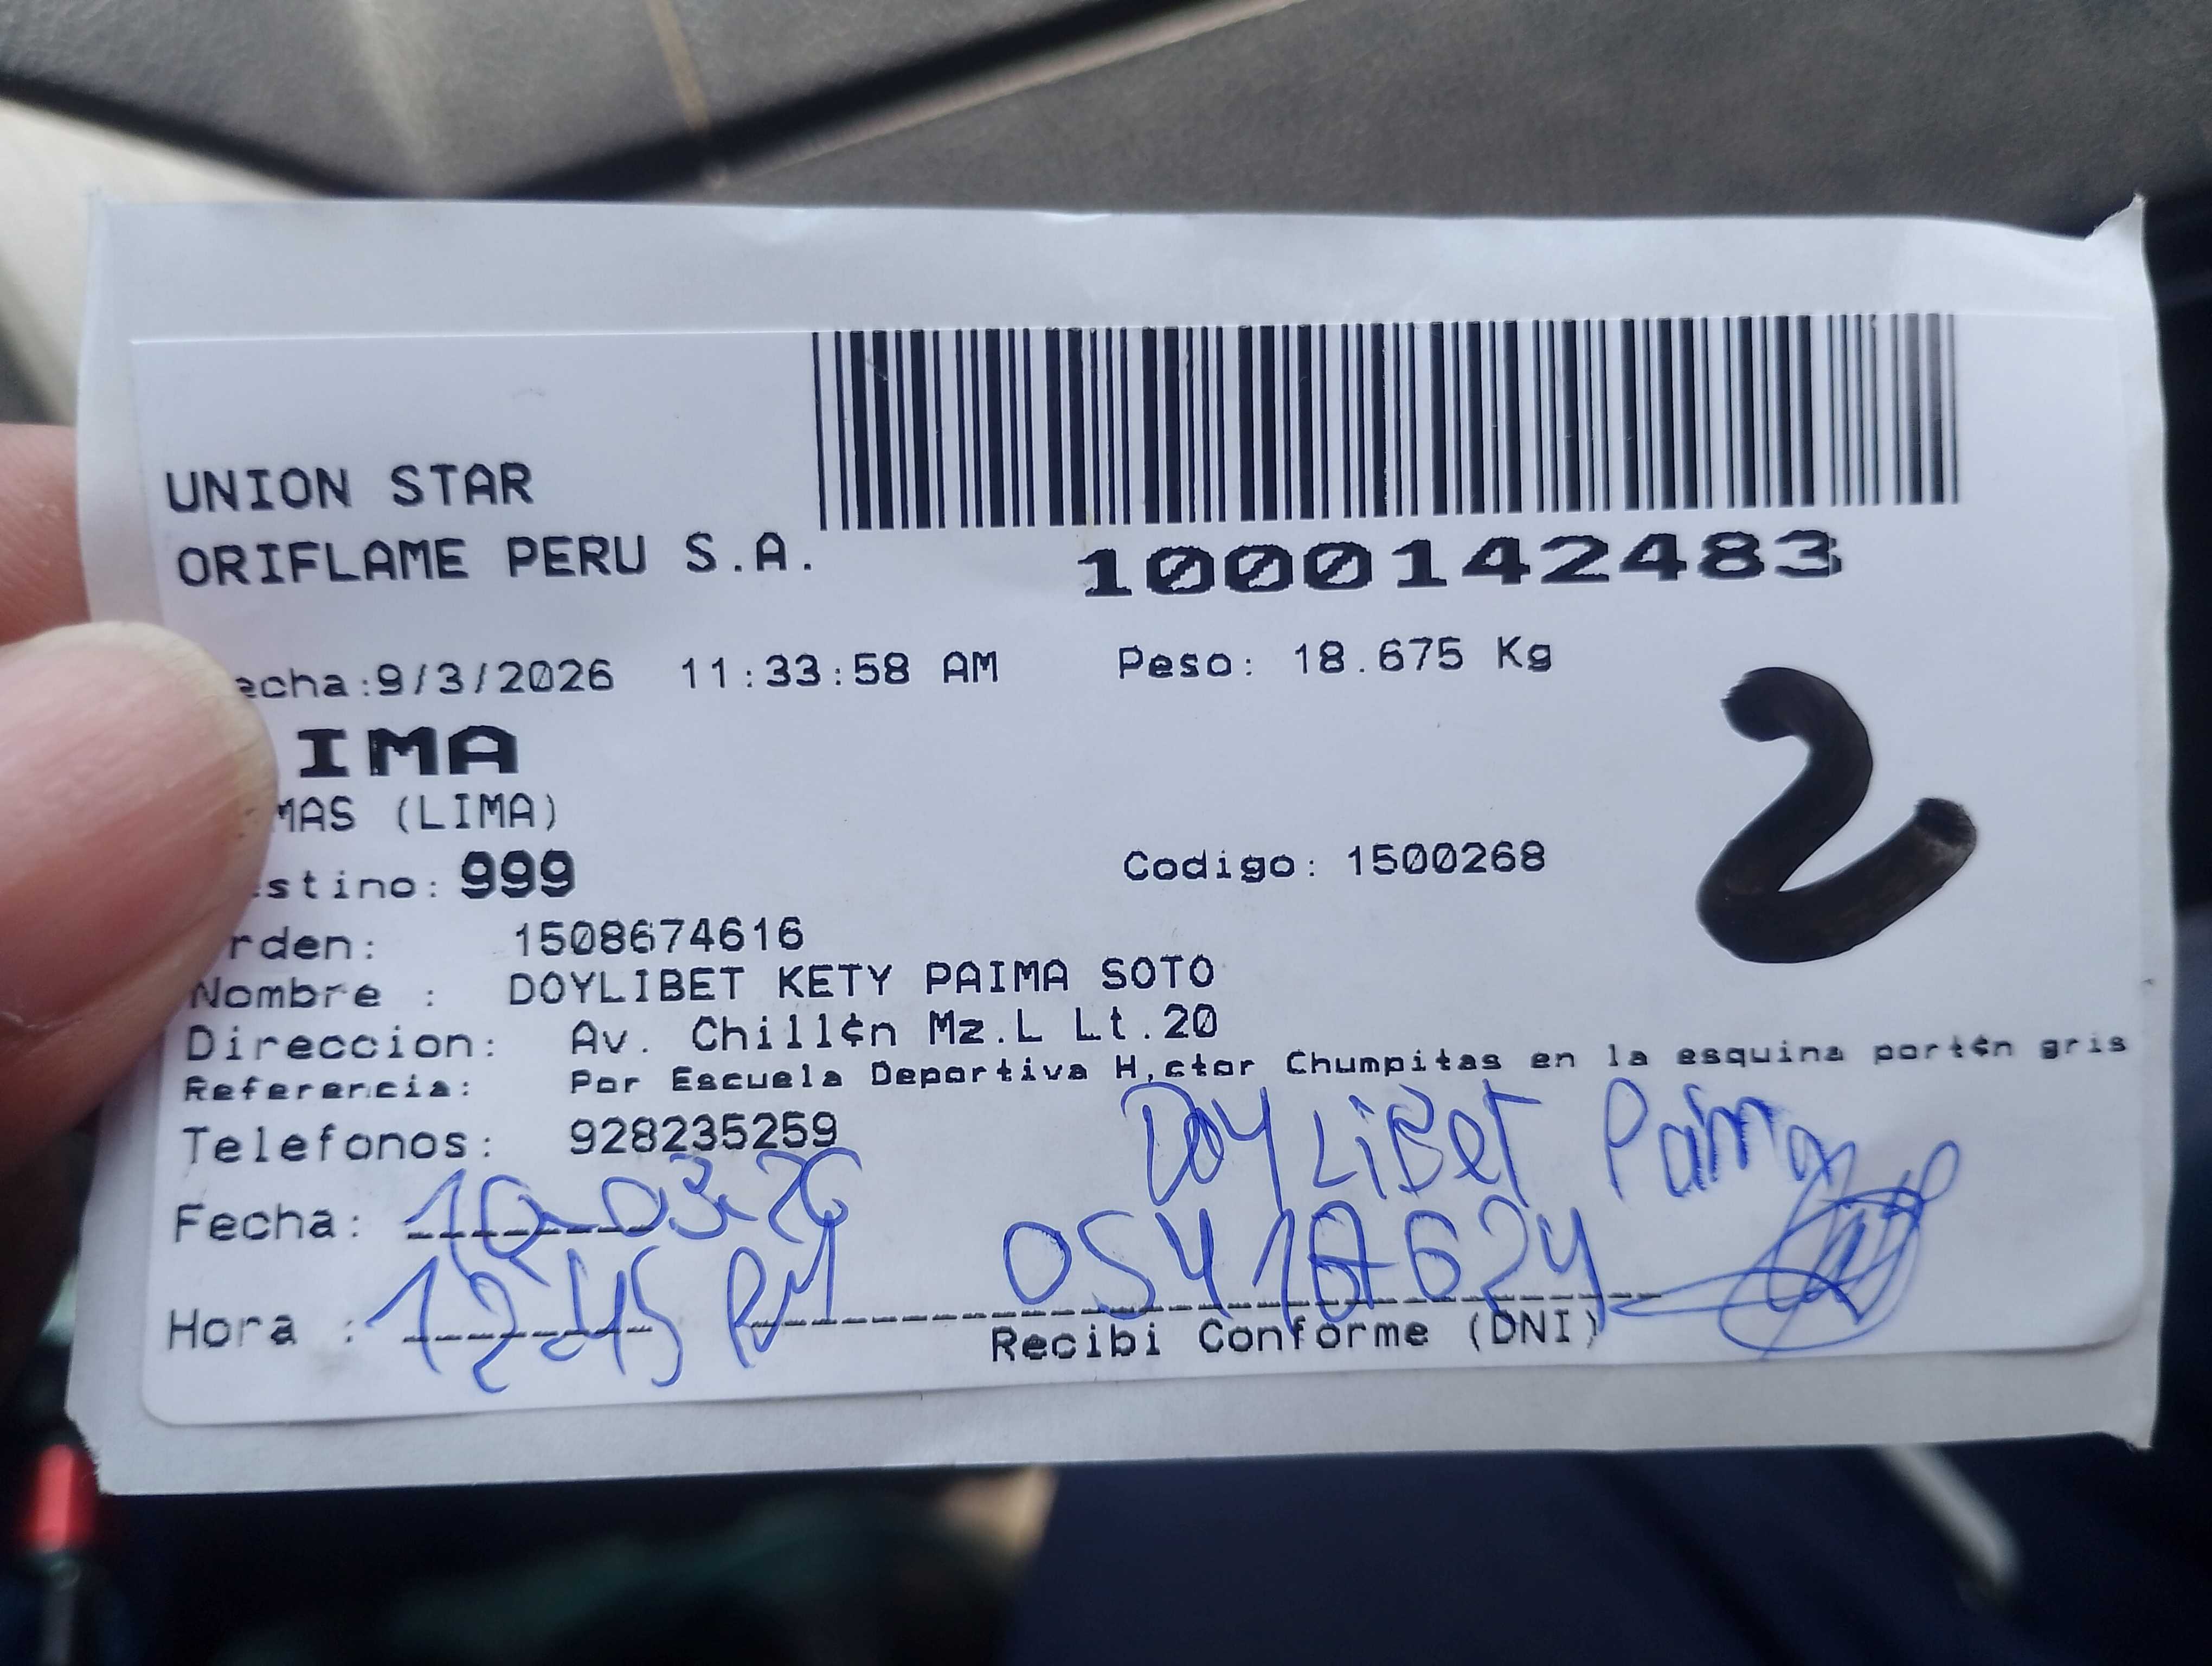 UNION STAR
ORIFLAME PERU S.A.
1000142483
echa:9/3/2026 11:33:58 AM Peso: 18.675 Kg
IMA
MAS (LIMA)
stino: 999 Codigo: 1500268
2
rden: 1508674616
Nombre : DOYLIBET KETY PAIMA SOTO
Direccion: Av. Chill¢n Mz.L Lt.20
Referencia: Por Escuela Deportiva H,ctor Chumpitas en la esquina port¢n gris
Telefonos: 928235259
DOYLiBet Paima
Fecha: 10-03-26
Hora : 12-45 PM
Recibi Conforme (DNI)